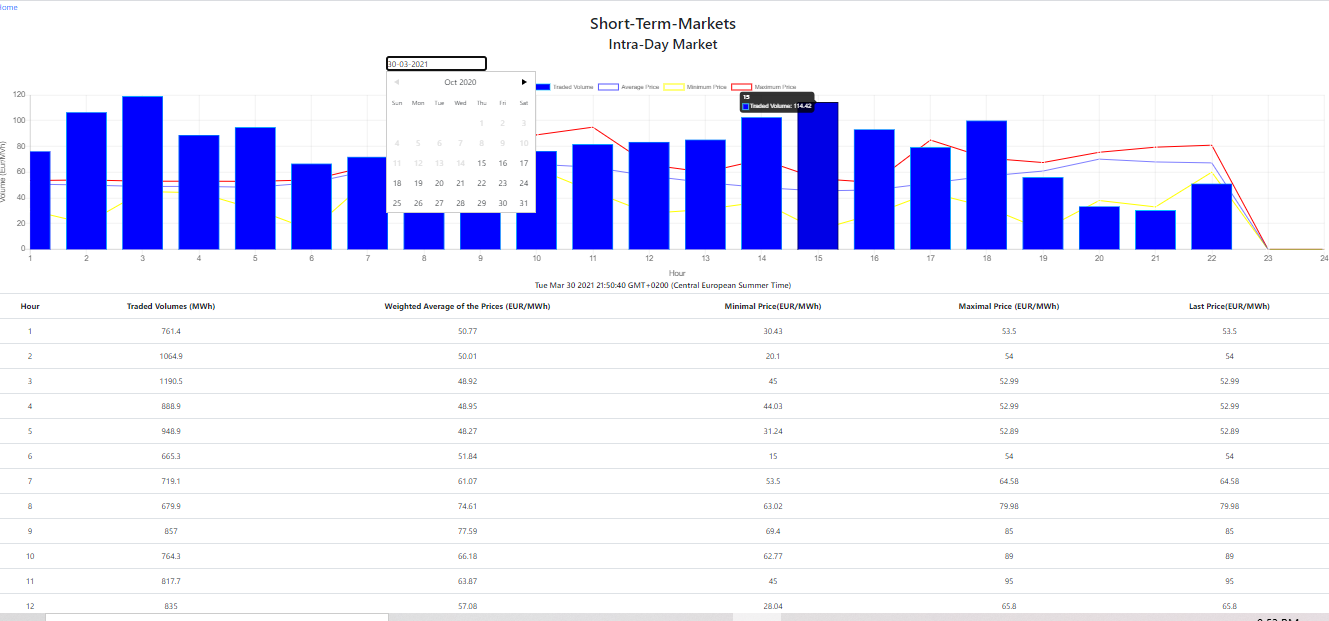 ome
Short-Term-Markets
Intra-Day Market
30-03-2021
Oct 2020
Sun Mon Tue Wed Thu Fri Sat
1 2 3
4 5 6 7 8 9 10
11 12 13 14 15 16 17
18 19 20 21 22 23 24
25 26 27 28 29 30 31
Traded Volume Average Price Minimum Price Maximum Price
15
Traded Volume: 114.42
Volume (Eur/MVh)
120
100
80
60
40
20
0
1 2 3 4 5 6 7 8 9 10 11 12 13 14 15 16 17 18 19 20 21 22 23 24
Hour
Tue Mar 30 2021 21:50:40 GMT+0200 (Central European Summer Time)
Hour Traded Volumes (MWh) Weighted Average of the Prices (EUR/MWh) Minimal Price(EUR/MWh) Maximal Price (EUR/MWh) Last Price(EUR/MWh)
1 761.4 50.77 30.43 53.5 53.5
2 1064.9 50.01 20.1 54 54
3 1190.5 48.92 45 52.99 52.99
4 888.9 48.95 44.03 52.99 52.99
5 948.9 48.27 31.24 52.89 52.89
6 665.3 51.84 15 54 54
7 719.1 61.07 53.5 64.58 64.58
8 679.9 74.61 63.02 79.98 79.98
9 857 77.59 69.4 85 85
10 764.3 66.18 62.77 89 89
11 817.7 63.87 45 95 95
12 835 57.08 28.04 65.8 65.8